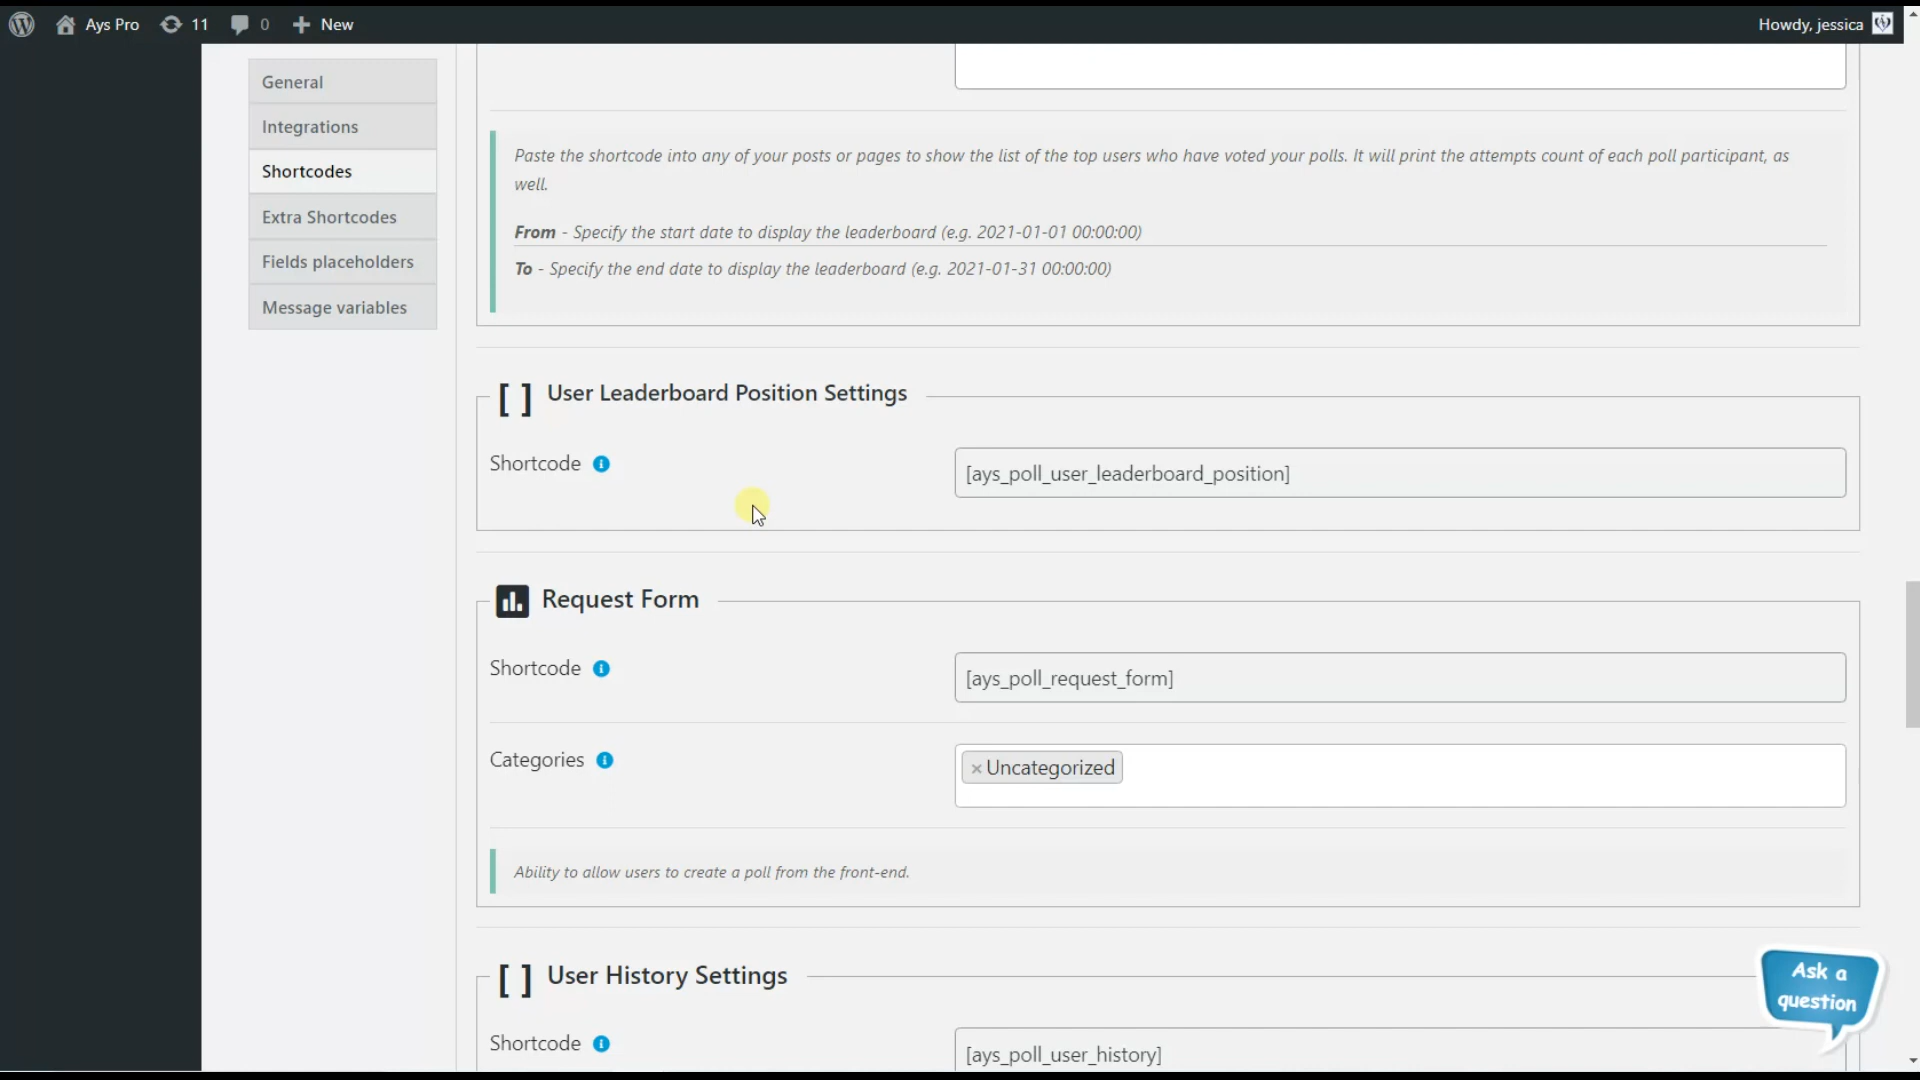 Ays Pro 11 0 New Howdy, jessica
General
Integrations
Shortcodes
Extra Shortcodes
Fields placeholders
Message variables
Paste the shortcode into any of your posts or pages to show the list of the top users who have voted your polls. It will print the attempts count of each poll participant, as
well.
From - Specify the start date to display the leaderboard (e.g. 2021-01-01 00:00:00)
To - Specify the end date to display the leaderboard (e.g. 2021-01-31 00:00:00)
[ ] User Leaderboard Position Settings
Shortcode [ays_poll_user_leaderboard_position]
Request Form
Shortcode [ays_poll_request_form]
Categories ×Uncategorized
Ability to allow users to create a poll from the front-end.
[ ] User History Settings
Shortcode [ays_poll_user_history]
Ask a
question